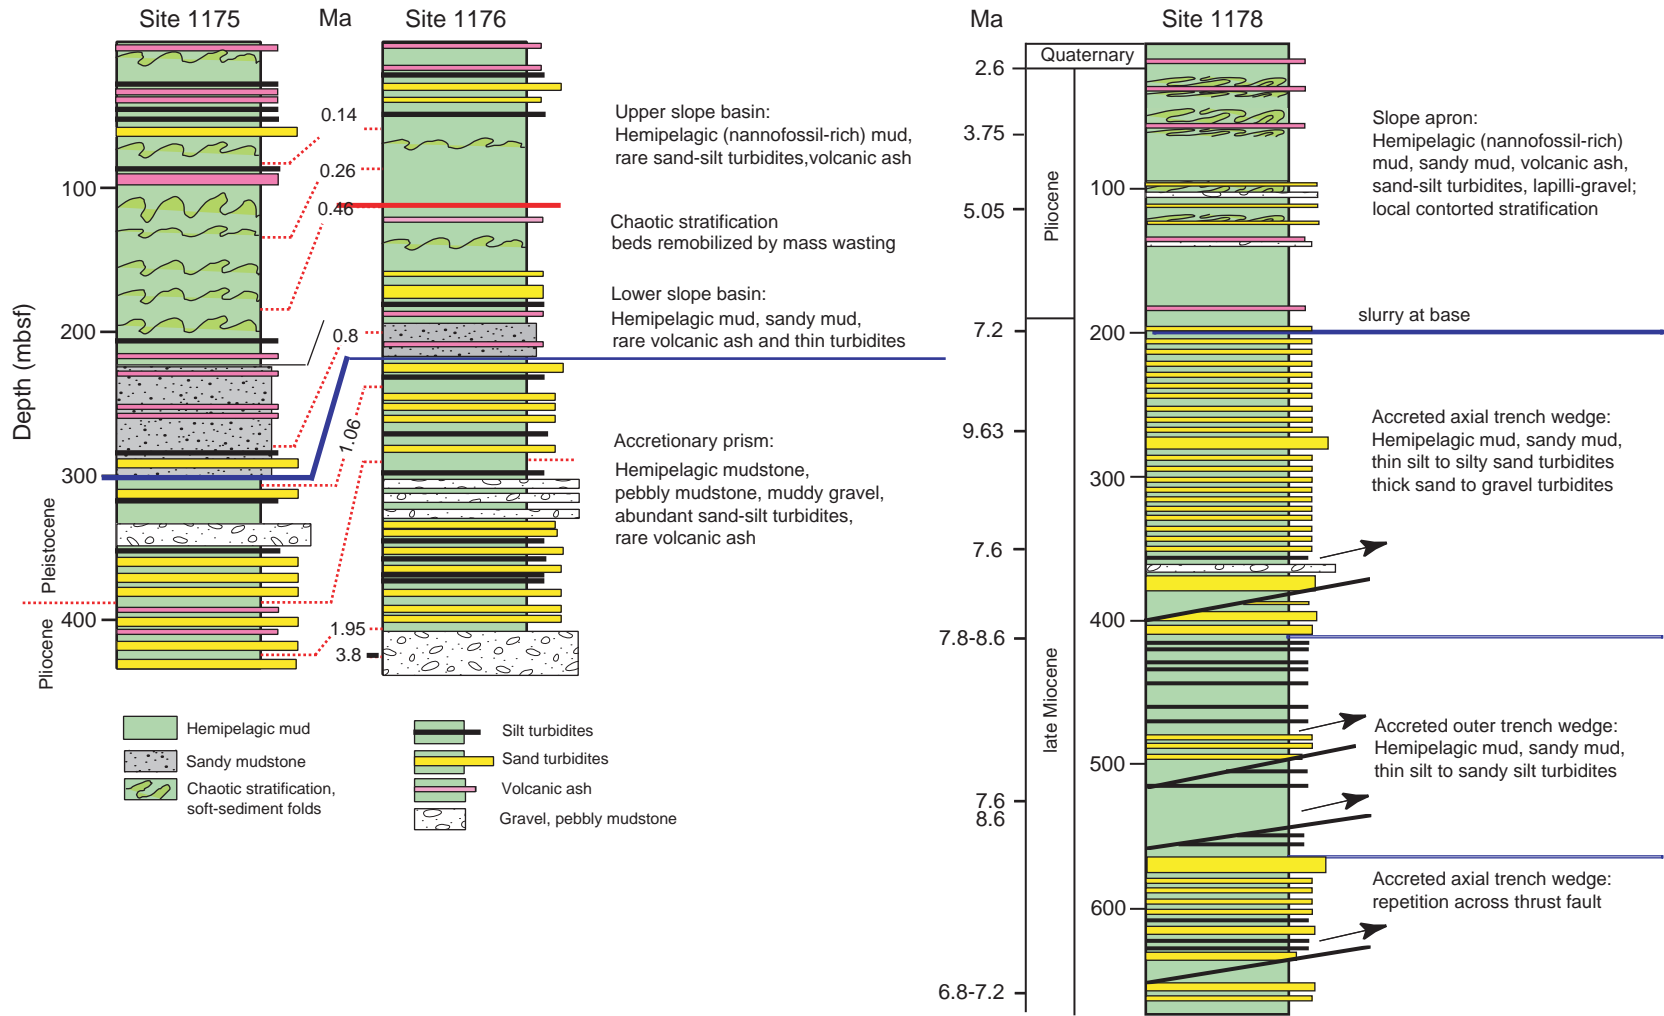 Site 1175
Ma
Site 1176
Ma
Site 1178
Depth (mbsf)
100
200
300
400
Pleistocene
Pliocene
0.14
0.26
0.46
0.8
1.06
1.95
3.8
Upper slope basin:
Hemipelagic (nannofossil-rich) mud,
rare sand-silt turbidites,volcanic ash
Chaotic stratification
beds remobilized by mass wasting
Lower slope basin:
Hemipelagic mud, sandy mud,
rare volcanic ash and thin turbidites
Accretionary prism:
Hemipelagic mudstone,
pebbly mudstone, muddy gravel,
abundant sand-silt turbidites,
rare volcanic ash
Hemipelagic mud
Sandy mudstone
Chaotic stratification,
soft-sediment folds
Silt turbidites
Sand turbidites
Volcanic ash
Gravel, pebbly mudstone
2.6
3.75
5.05
7.2
9.63
7.6
7.8-8.6
7.6
8.6
6.8-7.2
Quaternary
Pliocene
late Miocene
100
200
300
400
500
600
Slope apron:
Hemipelagic (nannofossil-rich)
mud, sandy mud, volcanic ash,
sand-silt turbidites, lapilli-gravel;
local contorted stratification
slurry at base
Accreted axial trench wedge:
Hemipelagic mud, sandy mud,
thin silt to silty sand turbidites
thick sand to gravel turbidites
Accreted outer trench wedge:
Hemipelagic mud, sandy mud,
thin silt to sandy silt turbidites
Accreted axial trench wedge:
repetition across thrust fault